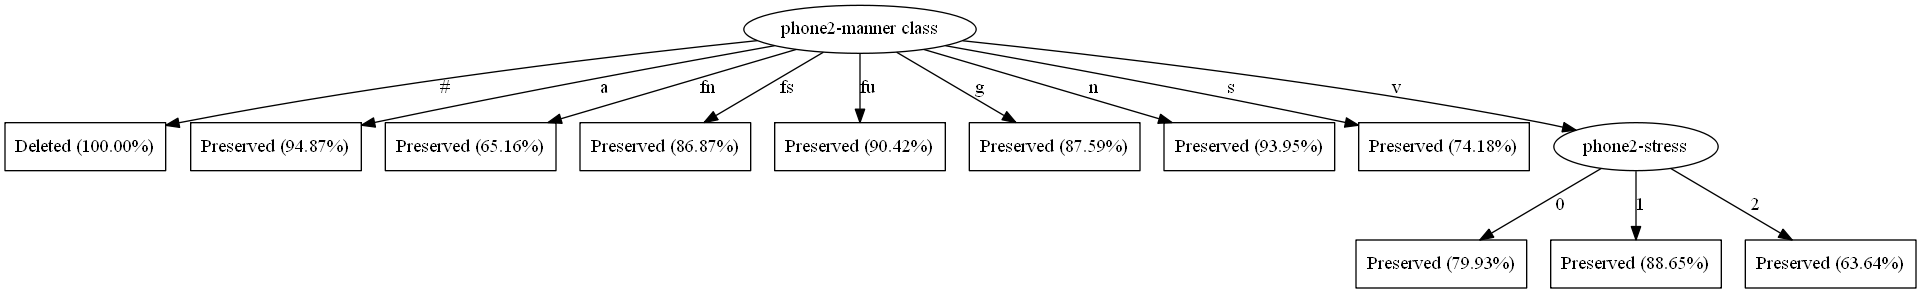 phone2-manner class
#
a
fn
fs
fu
g
n
s
v
Deleted (100.00%)
Preserved (94.87%)
Preserved (65.16%)
Preserved (86.87%)
Preserved (90.42%)
Preserved (87.59%)
Preserved (93.95%)
Preserved (74.18%)
phone2-stress
0
1
2
Preserved (79.93%)
Preserved (88.65%)
Preserved (63.64%)